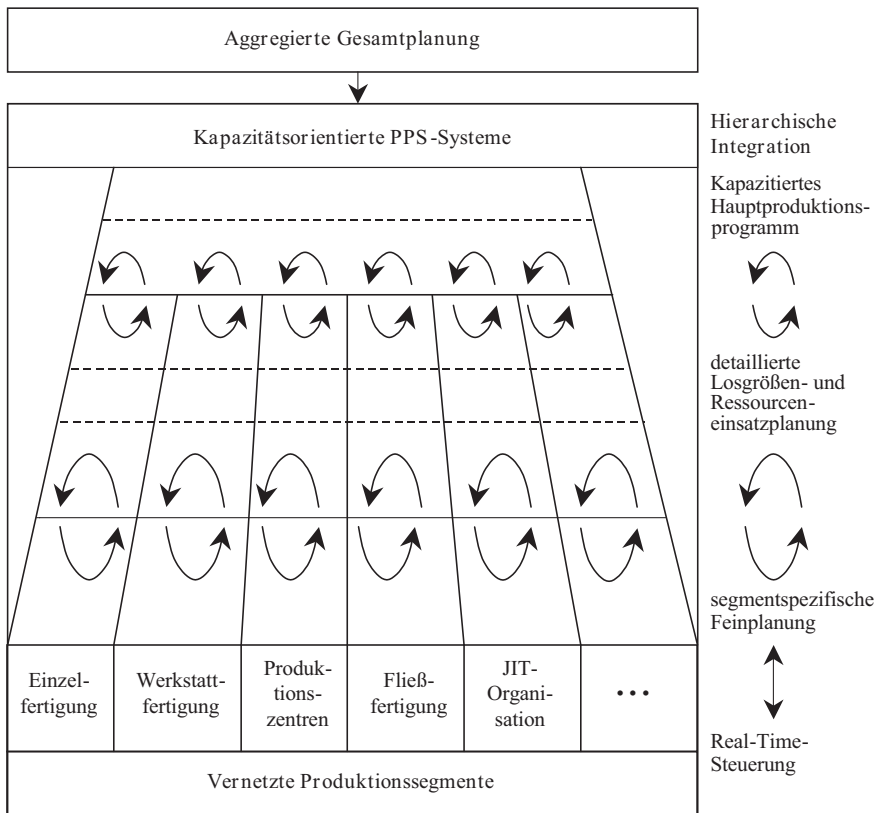 Aggregierte Gesamtplanung
Kapazitätsorientierte PPS-Systeme
Hierarchische
Integration
Kapazitiertes
Hauptproduktions-
programm
detaillierte
Losgrößen- und
Ressourcen-
einsatzplanung
segmentspezifische
Feinplanung
Real-Time-
Steuerung
Einzel-
fertigung
Werkstatt-
fertigung
Produk-
tions-
zentren
Fließ-
fertigung
JIT-
Organi-
sation
...
Vernetzte Produktionssegmente